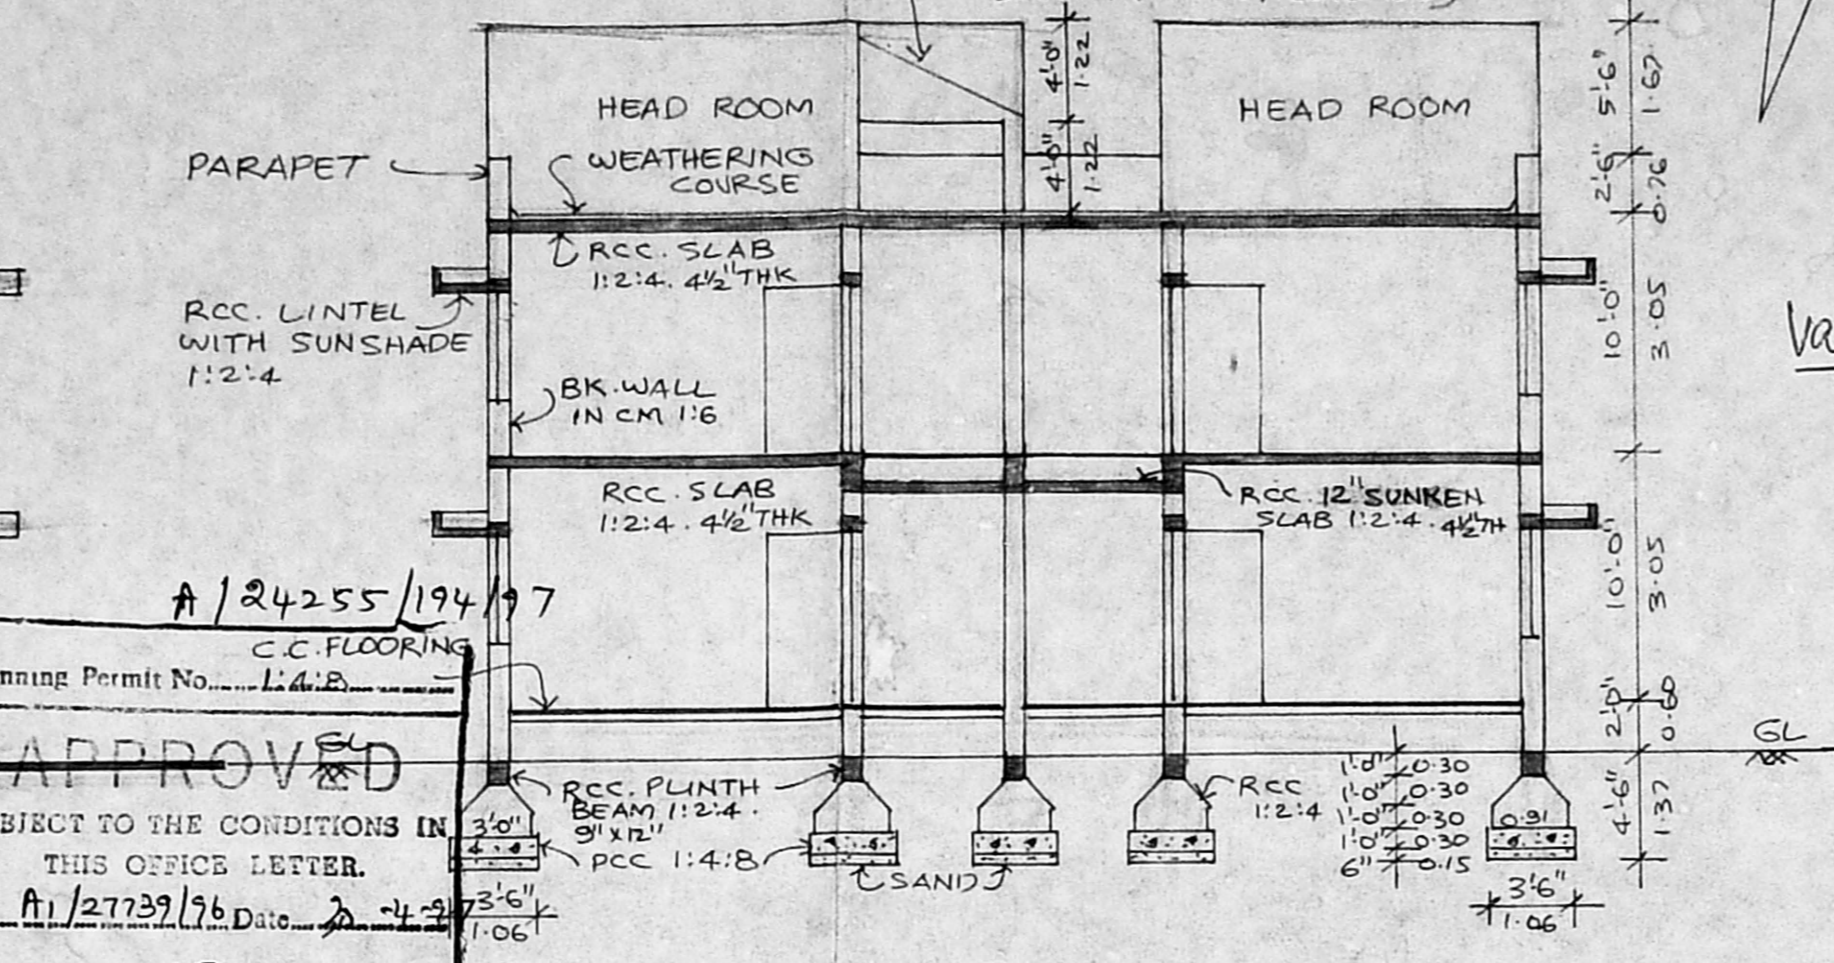 4'-0"
1.22
5'-6"
1.67
HEAD ROOM
HEAD ROOM
PARAPET
WEATHERING
COURSE
4'-0"
1.22
2'-6"
0.76
RCC. SLAB
1:2:4. 4½" THK
RCC. LINTEL
WITH SUNSHADE
1:2:4
10'-0"
3.05
Va
BK.WALL
IN CM 1:6
RCC. SLAB
1:2:4. 4½" THK
RCC. 12" SUNKEN
SLAB 1:2:4. 4½" TH
10'-0"
3.05
A/24255/194/97
C.C. FLOORING
nning Permit No. 1:4:8
2'-0"
0.60
APPROVED
GL
GL
BJECT TO THE CONDITIONS IN
THIS OFFICE LETTER.
A1/27739/96 Date
RCC. PLINTH
BEAM 1:2:4.
9" X 12"
RCC
1:2:4
1'-0" 0.30
1'-0" 0.30
1'-0" 0.30
1'-0" 0.30
6" 0.15
4'-6"
1.37
3'-0"
0.91
PCC 1:4:8
SAND
3'-6"
1.06
3'-6"
1.06